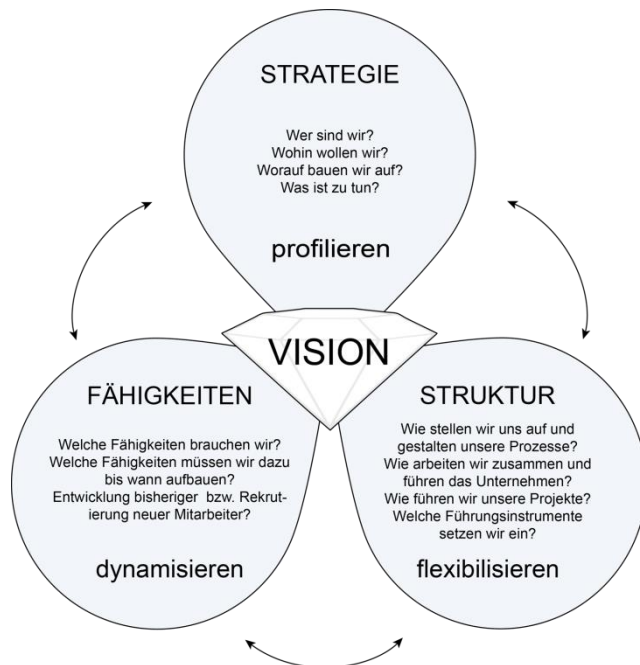 STRATEGIE
Wer sind wir?
Wohin wollen wir?
Worauf bauen wir auf?
Was ist zu tun?
profilieren
VISION
FÄHIGKEITEN
Welche Fähigkeiten brauchen wir?
Welche Fähigkeiten müssen wir dazu
bis wann aufbauen?
Entwicklung bisheriger bzw. Rekrut-
ierung neuer Mitarbeiter?
dynamisieren
STRUKTUR
Wie stellen wir uns auf und
gestalten unsere Prozesse?
Wie arbeiten wir zusammen und
führen das Unternehmen?
Wie führen wir unsere Projekte?
Welche Führungsinstrumente
setzen wir ein?
flexibilisieren